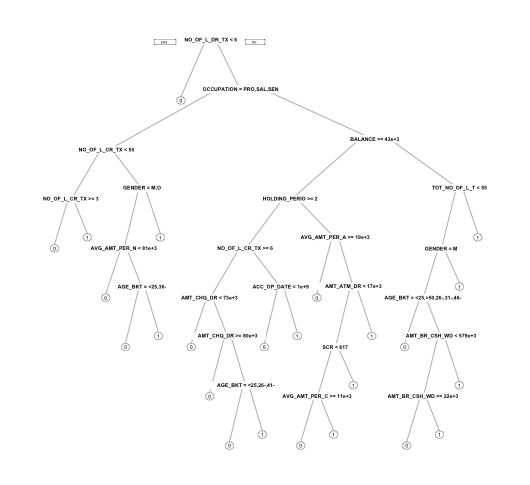 yes NO_OF_L_DR_TX < 6 no
0
OCCUPATION = PRO,SAL,SEN
BALANCE >= 43e+3
NO_OF_L_CR_TX < 50
GENDER = M,O
TOT_NO_OF_L_T < 55
NO_OF_L_CR_TX >= 3
HOLDING_PERIO >= 2
1
1
AVG_AMT_PER_A >= 19e+3
1
0
AVG_AMT_PER_N < 81e+3
NO_OF_L_CR_TX >= 6
GENDER = M
AGE_BKT = <25,36-
ACC_OP_DATE < 1e+9
AMT_ATM_DR < 17e+3
1
0
AMT_CHQ_DR < 73e+3
0
AGE_BKT = <25,>50,26-,31-,46-
0
1
0
AMT_CHQ_DR >= 80e+3
0
1
SCR < 617
0
AMT_BR_CSH_WD < 579e+3
0
AGE_BKT = <25,26-,41-
1
AVG_AMT_PER_C >= 11e+3
AMT_BR_CSH_WD >= 22e+3
1
0
1
0
1
0
1